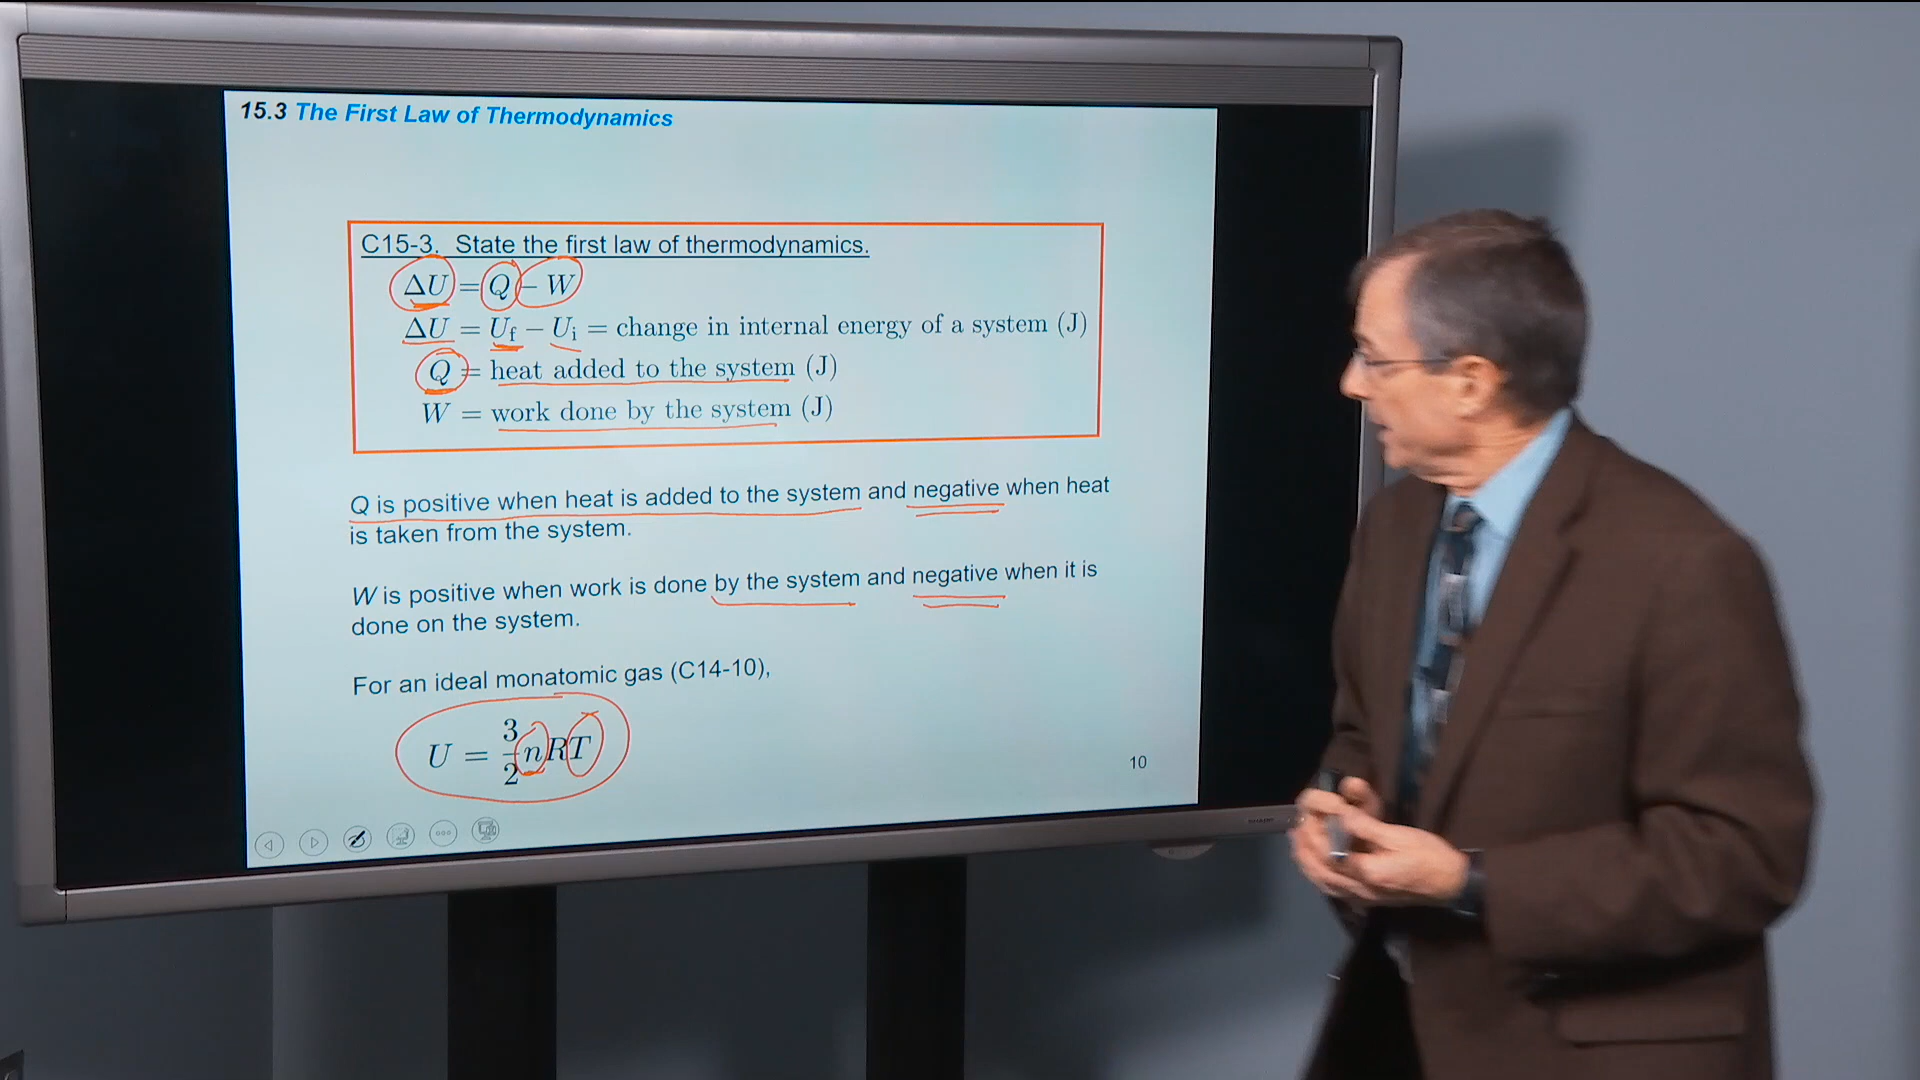 15.3 The First Law of Thermodynamics
C15-3. State the first law of thermodynamics.
ΔU = Q − W
ΔU = U_f − U_i = change in internal energy of a system (J)
Q = heat added to the system (J)
W = work done by the system (J)
Q is positive when heat is added to the system and negative when heat
is taken from the system.
W is positive when work is done by the system and negative when it is
done on the system.
For an ideal monatomic gas (C14-10),
U = 3/2 nRT
10